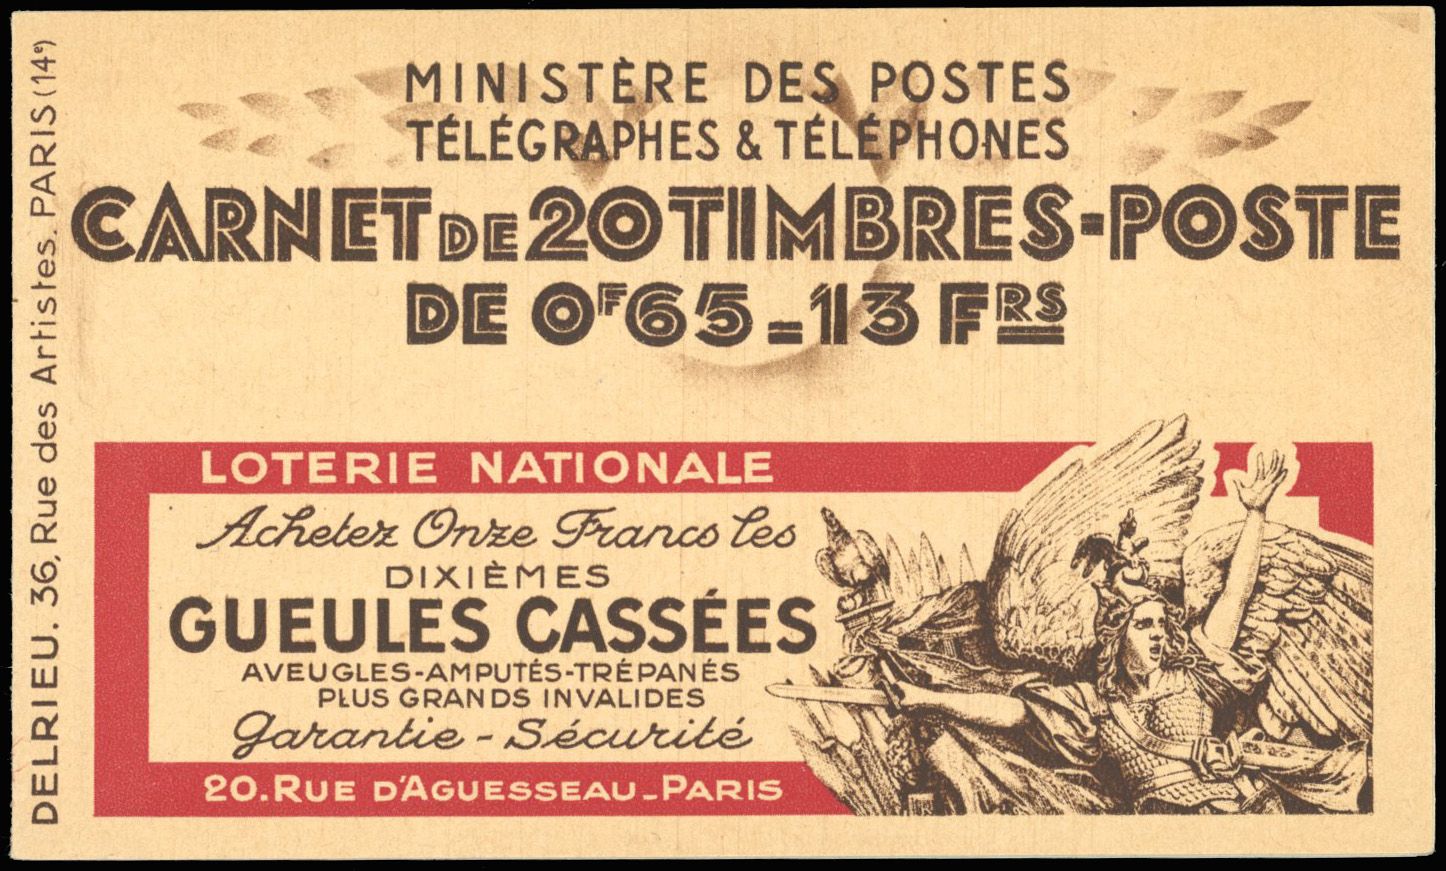 MINISTÈRE DES POSTES
TÉLÉGRAPHES & TÉLÉPHONES
CARNET DE 20 TIMBRES-POSTE
DE 0F65=13 FRS
LOTERIE NATIONALE
Achetez Onze Francs les
DIXIÈMES
GUEULES CASSÉES
AVEUGLES-AMPUTÉS-TRÉPANÉS
PLUS GRANDS INVALIDES
Garantie - Sécurité
20.RUE D'AGUESSEAU_PARIS
DELRIEU. 36, Rue des Artistes. PARIS (14e)